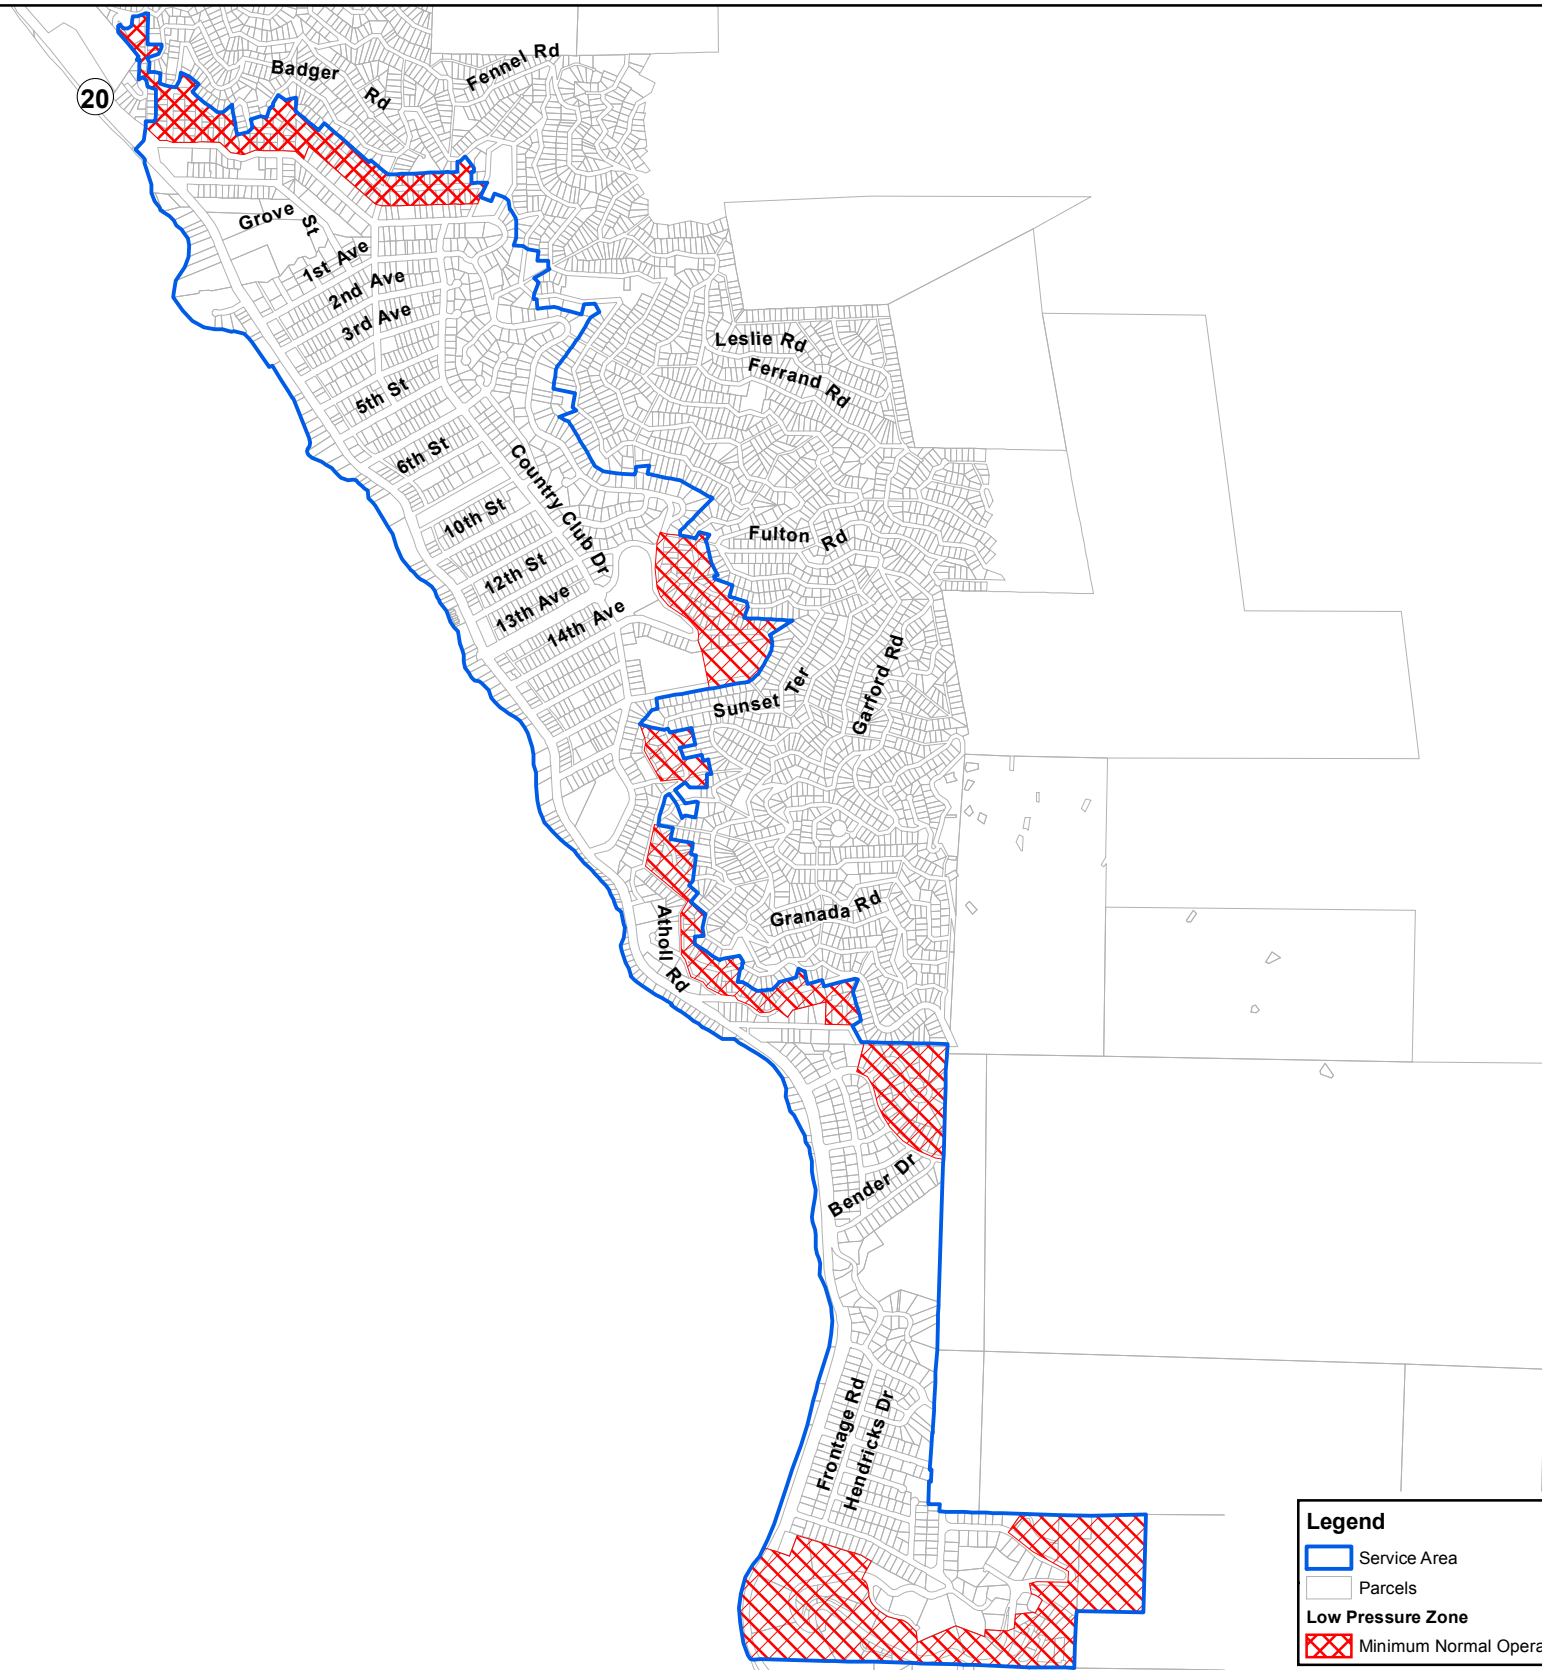 Badger Rd
Fennel Rd
20
Grove St
1st Ave
2nd Ave
3rd Ave
Leslie Rd
Ferrand Rd
5th St
6th St
Country Club Dr
10th St
Fulton Rd
12th St
13th Ave
14th Ave
Garford Rd
Sunset Ter
Granada Rd
Atholl Rd
Bender Dr
Frontage Rd
Hendricks Dr
Legend
Service Area
Parcels
Low Pressure Zone
Minimum Normal Opera